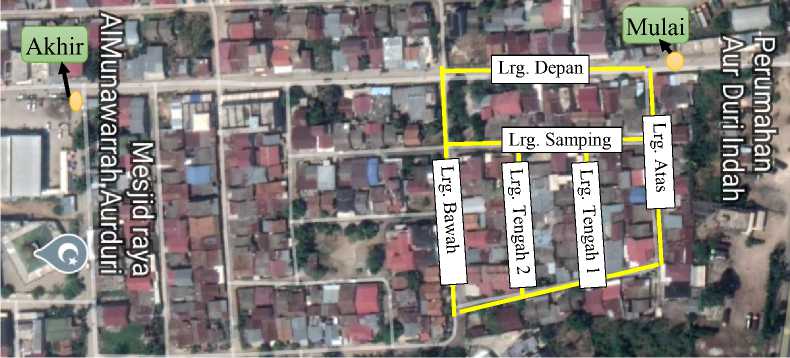 Akhir
Mulai
Lrg. Depan
Lrg. Samping
Lrg. Atas
Lrg. Bawah
Lrg. Tengah 2
Lrg. Tengah 1
Mesjid raya
AlMunawarrah,Aurduri
.Perumahan
Aur Duri Indah